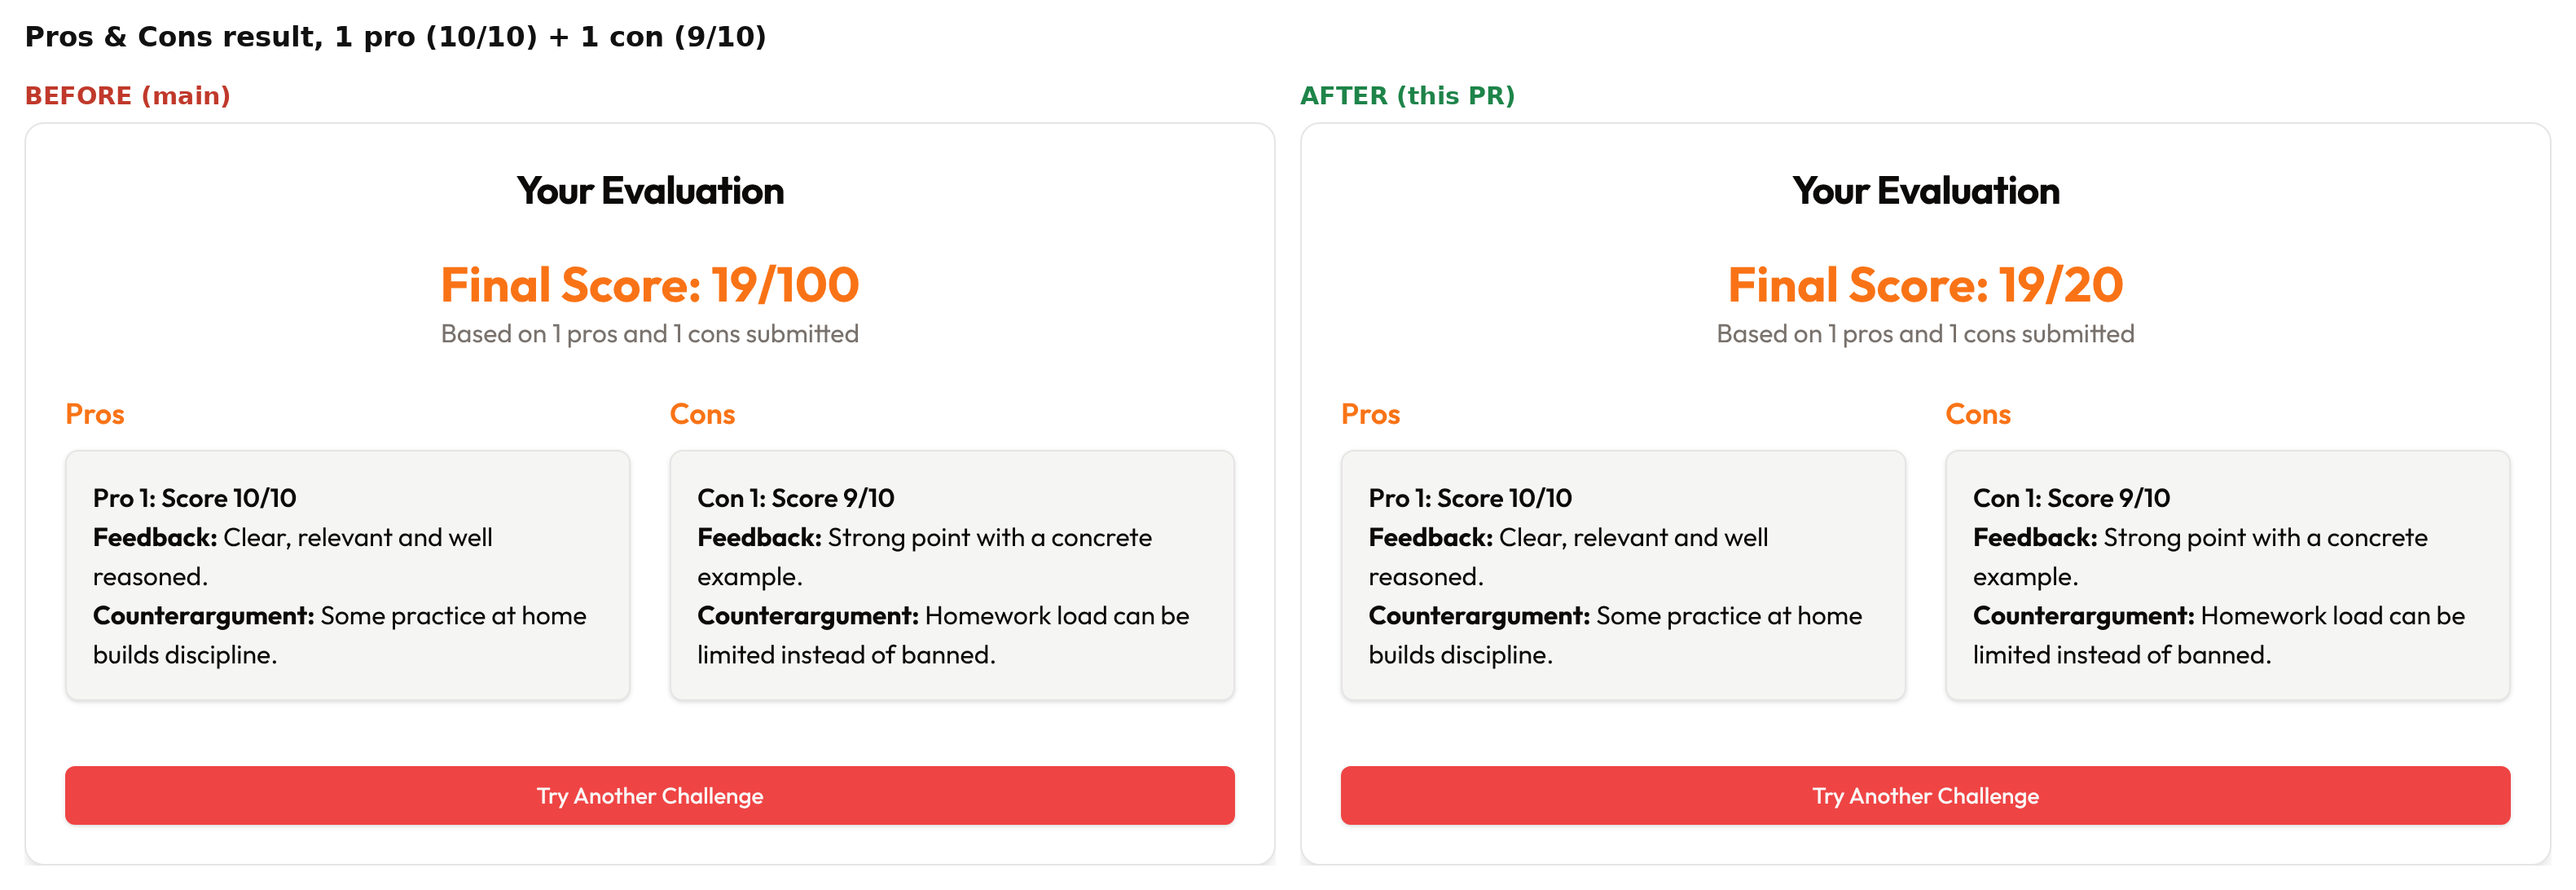 Pros & Cons result, 1 pro (10/10) + 1 con (9/10)
BEFORE (main)
Your Evaluation
Final Score: 19/100
Based on 1 pros and 1 cons submitted
Pros
Pro 1: Score 10/10
Feedback: Clear, relevant and well
reasoned.
Counterargument: Some practice at home
builds discipline.
Cons
Con 1: Score 9/10
Feedback: Strong point with a concrete
example.
Counterargument: Homework load can be
limited instead of banned.
Try Another Challenge
AFTER (this PR)
Your Evaluation
Final Score: 19/20
Based on 1 pros and 1 cons submitted
Pros
Pro 1: Score 10/10
Feedback: Clear, relevant and well
reasoned.
Counterargument: Some practice at home
builds discipline.
Cons
Con 1: Score 9/10
Feedback: Strong point with a concrete
example.
Counterargument: Homework load can be
limited instead of banned.
Try Another Challenge